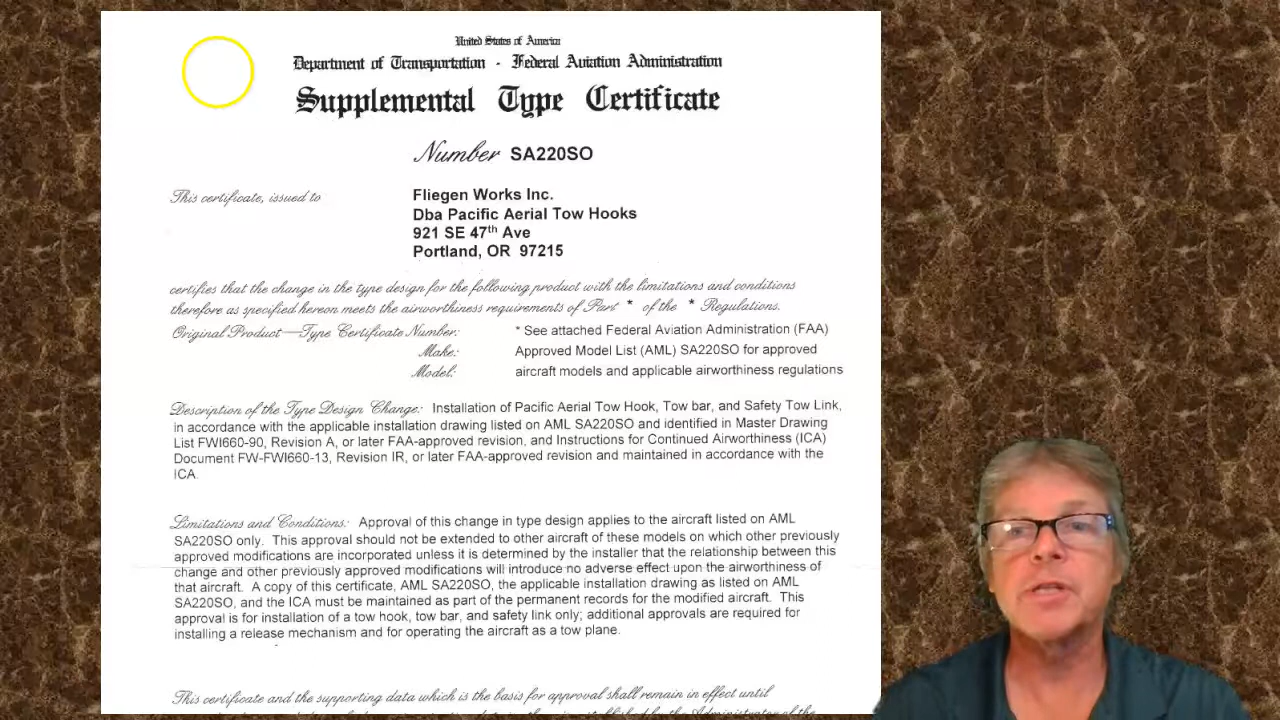 United States of America
Department of Transportation - Federal Aviation Administration
Supplemental Type Certificate
Number SA220SO
This certificate, issued to
Fliegen Works Inc.
Dba Pacific Aerial Tow Hooks
921 SE 47th Ave
Portland, OR 97215
certifies that the change in the type design for the following product with the limitations and conditions
therefore as specified hereon meets the airworthiness requirements of Part * of the * Regulations.
Original Product—Type Certificate Number: * See attached Federal Aviation Administration (FAA)
Make: Approved Model List (AML) SA220SO for approved
Model: aircraft models and applicable airworthiness regulations
Description of the Type Design Change: Installation of Pacific Aerial Tow Hook, Tow bar, and Safety Tow Link,
in accordance with the applicable installation drawing listed on AML SA220SO and identified in Master Drawing
List FWI660-90, Revision A, or later FAA-approved revision, and Instructions for Continued Airworthiness (ICA)
Document FW-FWI660-13, Revision IR, or later FAA-approved revision and maintained in accordance with the
ICA.
Limitations and Conditions: Approval of this change in type design applies to the aircraft listed on AML
SA220SO only. This approval should not be extended to other aircraft of these models on which other previously
approved modifications are incorporated unless it is determined by the installer that the relationship between this
change and other previously approved modifications will introduce no adverse effect upon the airworthiness of
that aircraft. A copy of this certificate, AML SA220SO, the applicable installation drawing as listed on AML
SA220SO, and the ICA must be maintained as part of the permanent records for the modified aircraft. This
approval is for installation of a tow hook, tow bar, and safety link only; additional approvals are required for
installing a release mechanism and for operating the aircraft as a tow plane.
This certificate and the supporting data which is the basis for approval shall remain in effect until